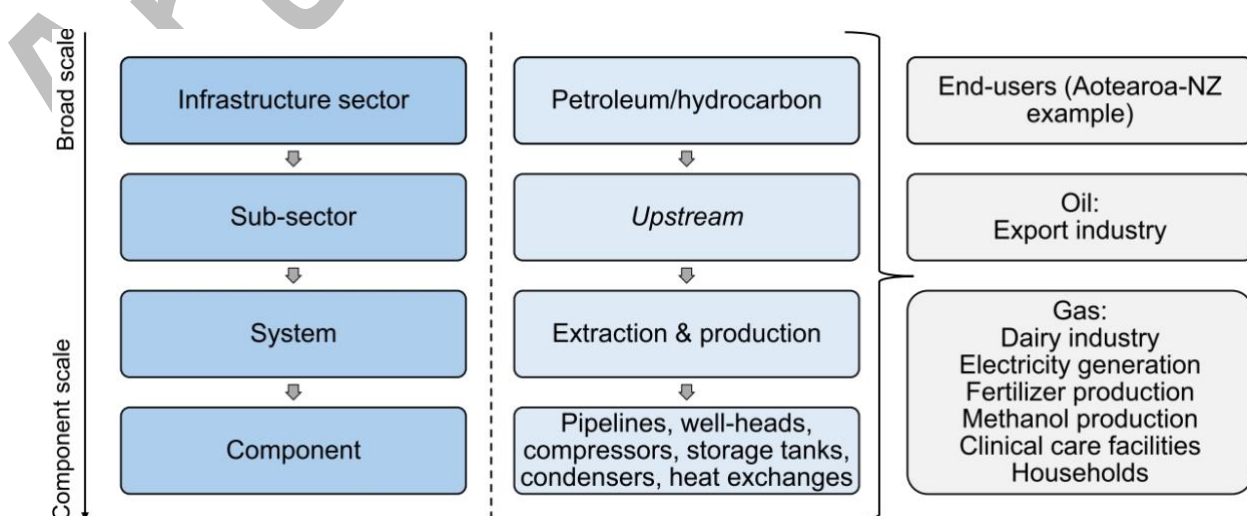 Broad scale
Component scale
Infrastructure sector
Sub-sector
System
Component
Petroleum/hydrocarbon
Upstream
Extraction & production
Pipelines, well-heads,
compressors, storage tanks,
condensers, heat exchanges
End-users (Aotearoa-NZ
example)
Oil:
Export industry
Gas:
Dairy industry
Electricity generation
Fertilizer production
Methanol production
Clinical care facilities
Households